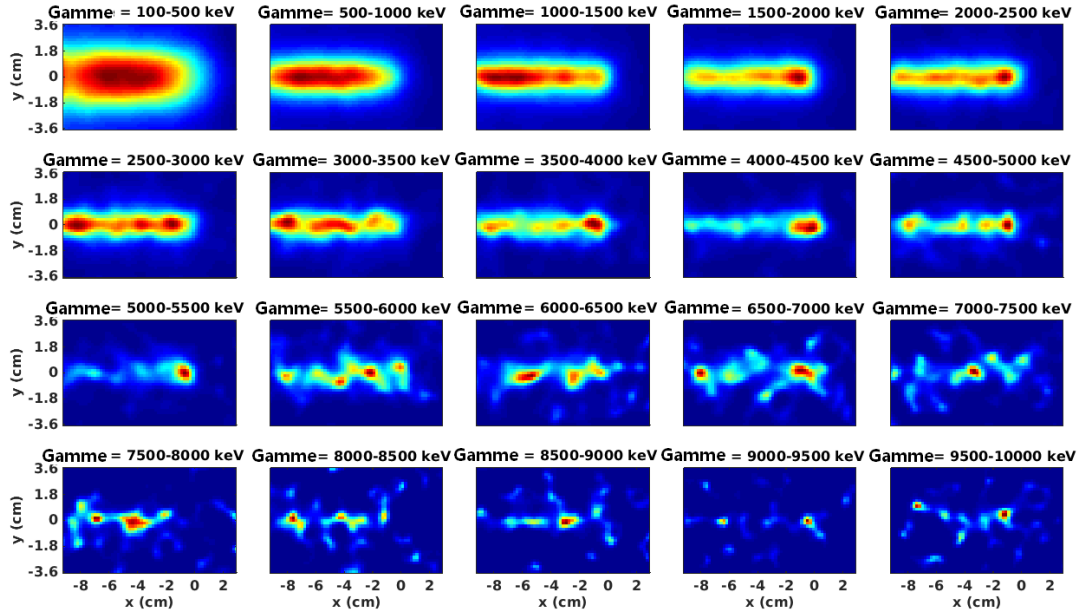 Gamme = 100-500 keV Gamme = 500-1000 keV Gamme = 1000-1500 keV Gamme = 1500-2000 keV Gamme = 2000-2500 keV
3.6
1.8
0
-1.8
-3.6
y (cm)
Gamme = 2500-3000 keV Gamme = 3000-3500 keV Gamme = 3500-4000 keV Gamme = 4000-4500 keV Gamme = 4500-5000 keV
3.6
1.8
0
-1.8
-3.6
y (cm)
Gamme = 5000-5500 keV Gamme = 5500-6000 keV Gamme = 6000-6500 keV Gamme = 6500-7000 keV Gamme = 7000-7500 keV
3.6
1.8
0
-1.8
-3.6
y (cm)
Gamme = 7500-8000 keV Gamme = 8000-8500 keV Gamme = 8500-9000 keV Gamme = 9000-9500 keV Gamme = 9500-10000 keV
3.6
1.8
0
-1.8
-3.6
y (cm)
-8 -6 -4 -2 0 2 -8 -6 -4 -2 0 2 -8 -6 -4 -2 0 2 -8 -6 -4 -2 0 2 -8 -6 -4 -2 0 2
x (cm) x (cm) x (cm) x (cm) x (cm)